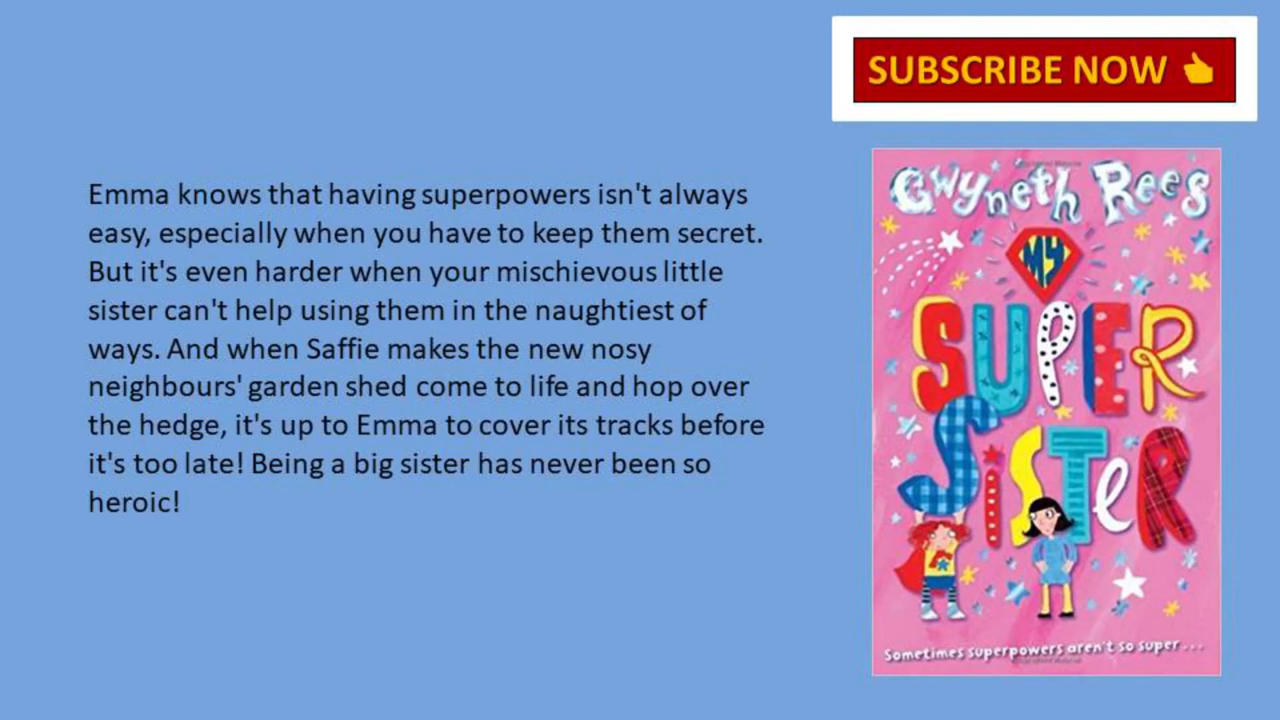 SUBSCRIBE NOW
Emma knows that having superpowers isn't always
easy, especially when you have to keep them secret.
But it's even harder when your mischievous little
sister can't help using them in the naughtiest of
ways. And when Saffie makes the new nosy
neighbours' garden shed come to life and hop over
the hedge, it's up to Emma to cover its tracks before
it's too late! Being a big sister has never been so
heroic!
Gwyneth Rees
MY
SUPER
SiSTeR
Sometimes superpowers aren't so super...